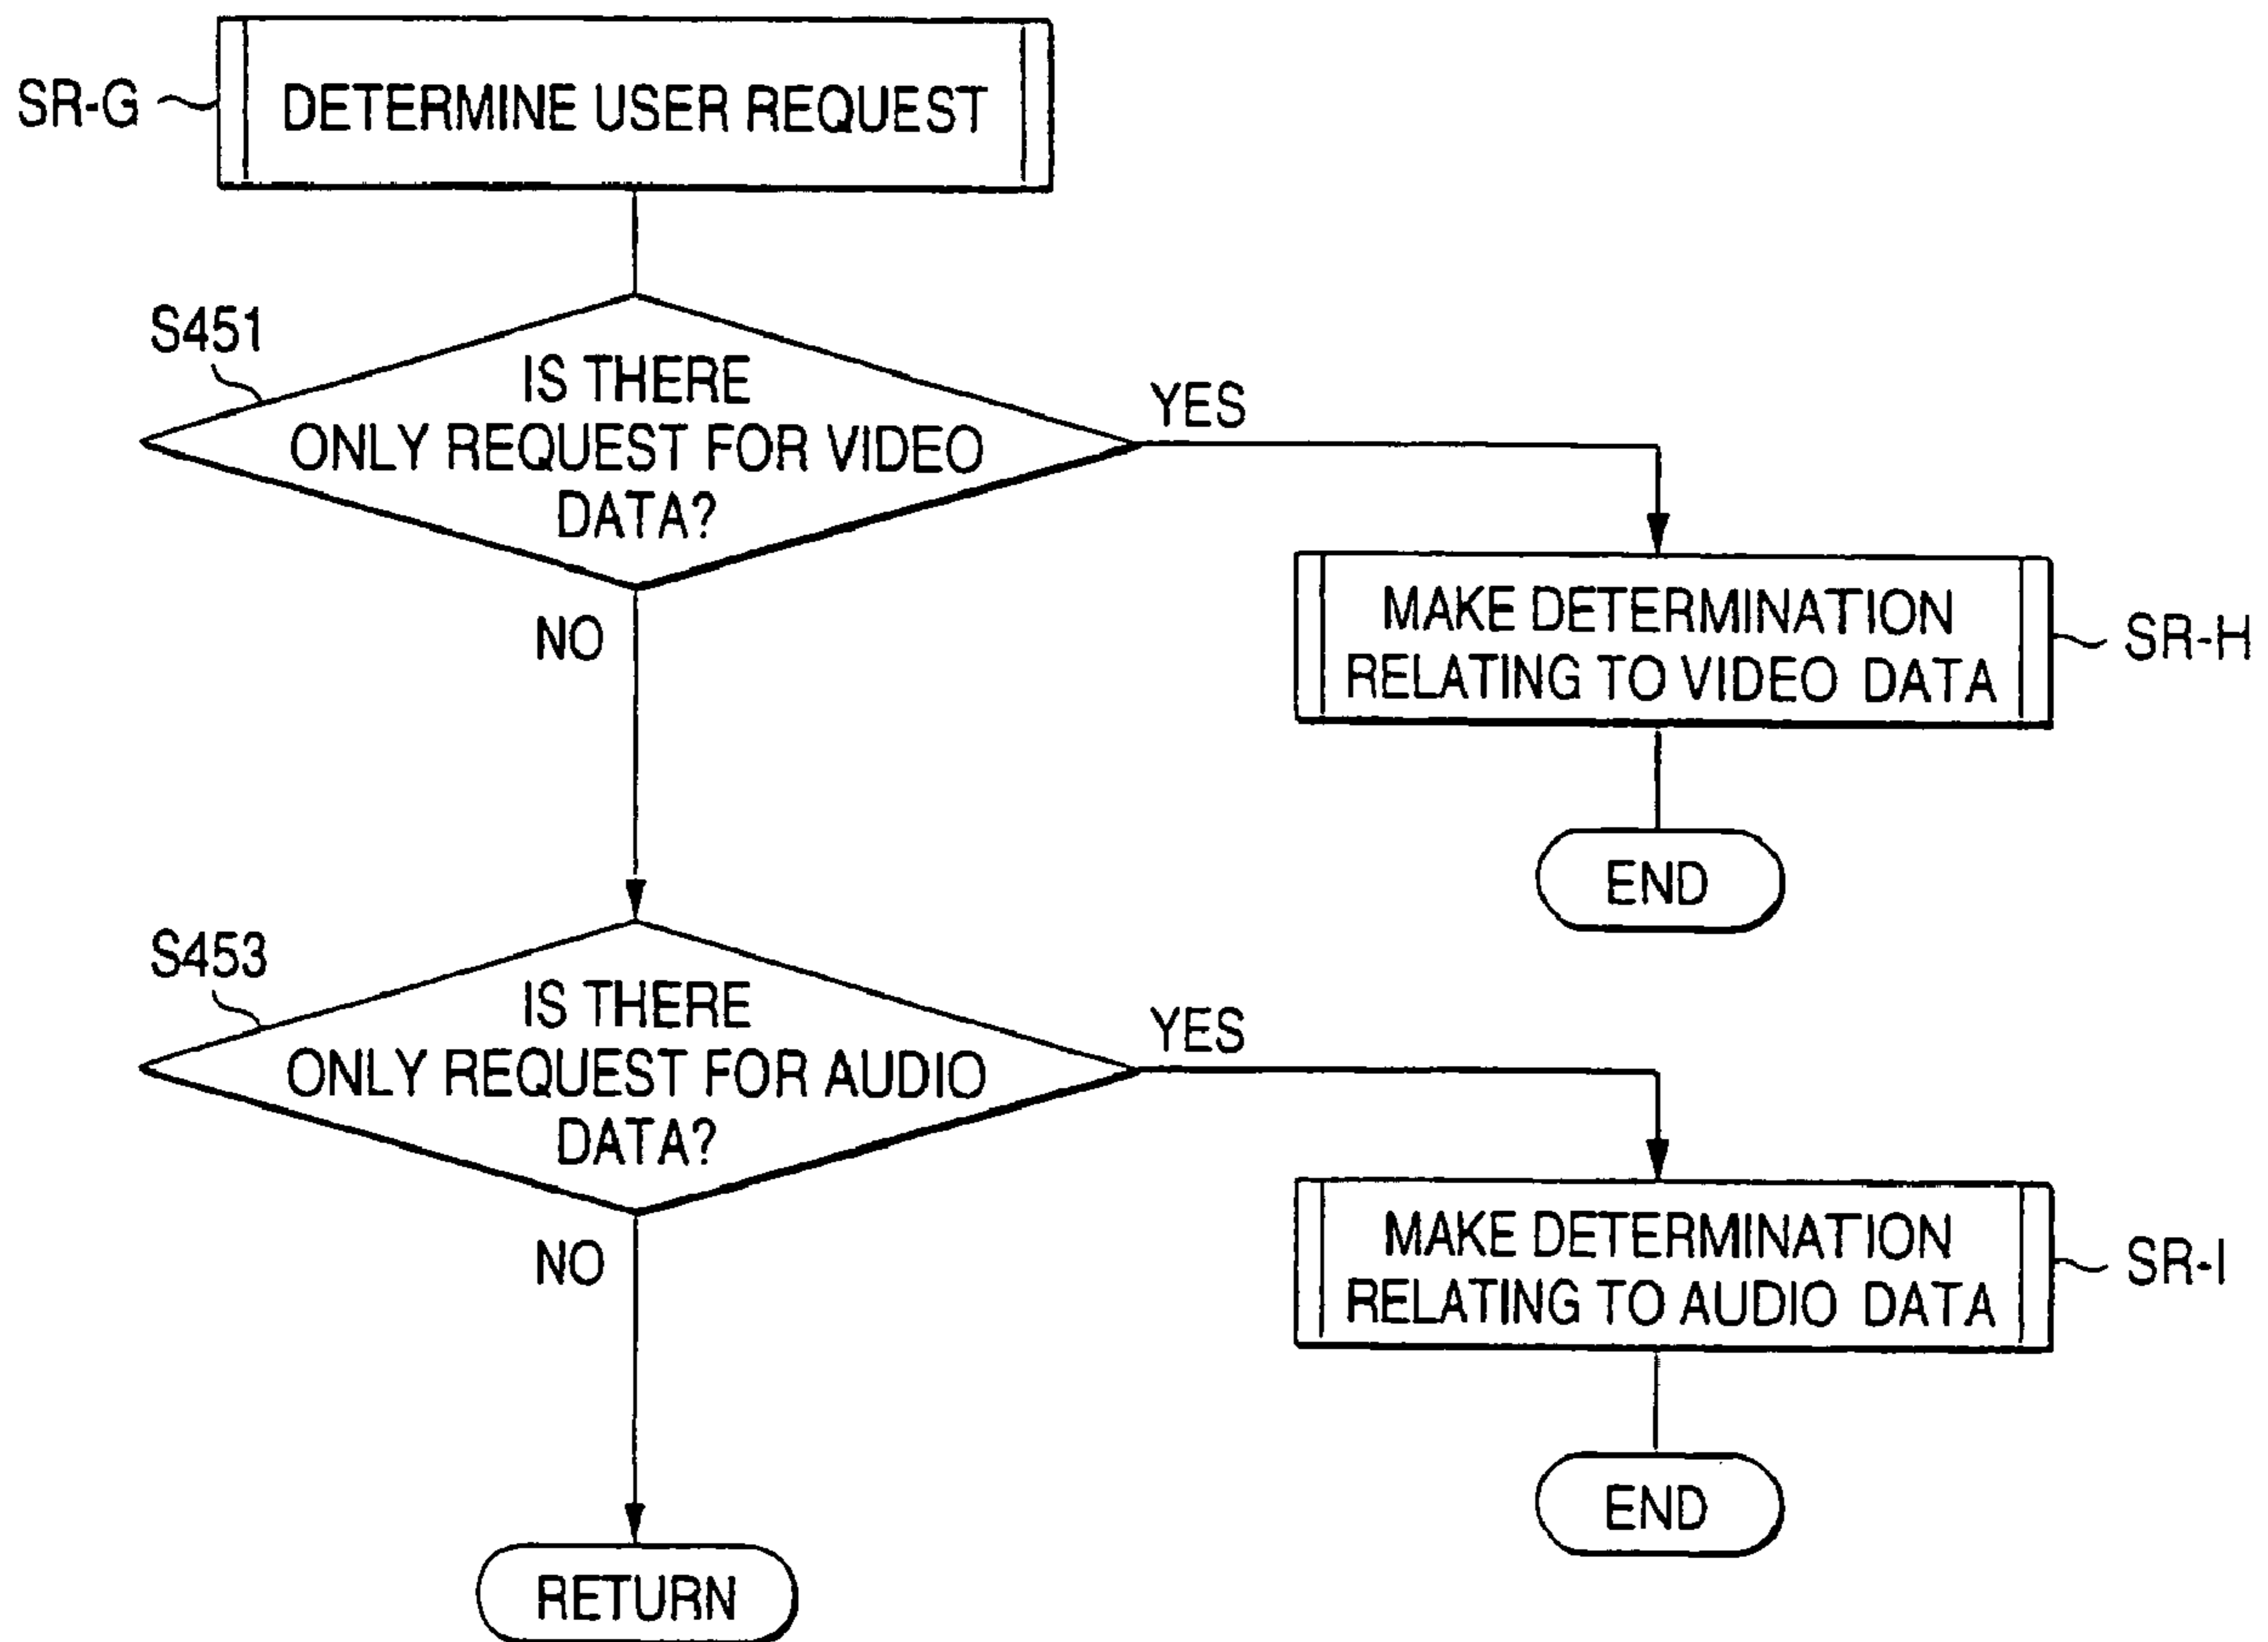 SR-G
DETERMINE USER REQUEST
S451
IS THERE
ONLY REQUEST FOR VIDEO
DATA?
YES
NO
MAKE DETERMINATION
RELATING TO VIDEO DATA
SR-H
END
S453
IS THERE
ONLY REQUEST FOR AUDIO
DATA?
YES
NO
MAKE DETERMINATION
RELATING TO AUDIO DATA
SR-I
END
RETURN